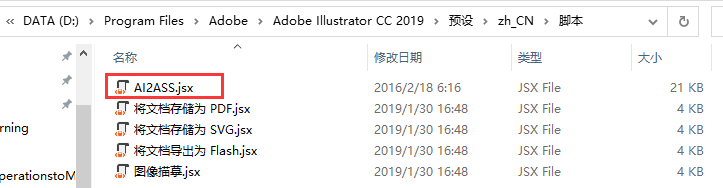 « DATA (D:) › Program Files › Adobe › Adobe Illustrator CC 2019 › 预设 › zh_CN › 脚本
名称 修改日期 类型 大小
AI2ASS.jsx 2016/2/18 6:16 JSX File 21 KB
将文档存储为 PDF.jsx 2019/1/30 16:48 JSX File 4 KB
将文档存储为 SVG.jsx 2019/1/30 16:48 JSX File 4 KB
rning
将文档导出为 Flash.jsx 2019/1/30 16:48 JSX File 4 KB
perationstoM
图像描摹.jsx 2019/1/30 16:48 JSX File 4 KB